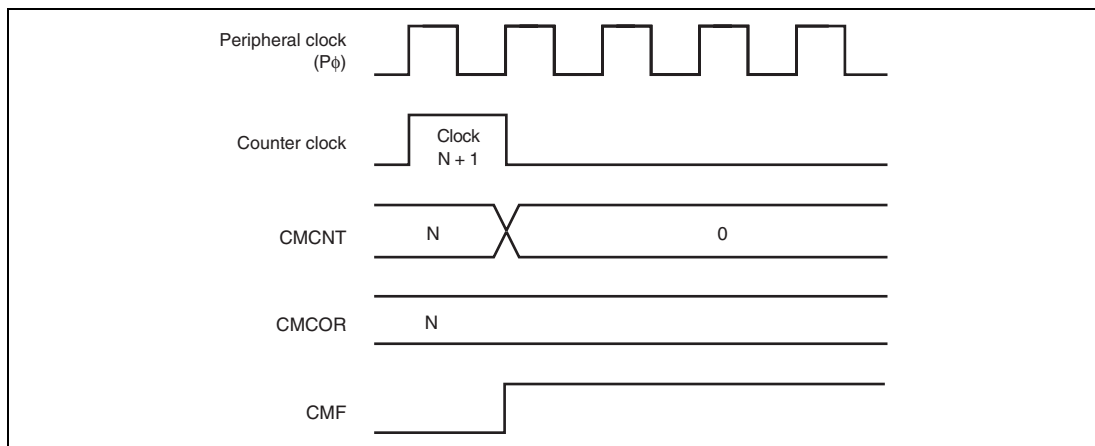 Peripheral clock
(Pϕ)
Counter clock
Clock
N + 1
CMCNT
N
0
CMCOR
N
CMF